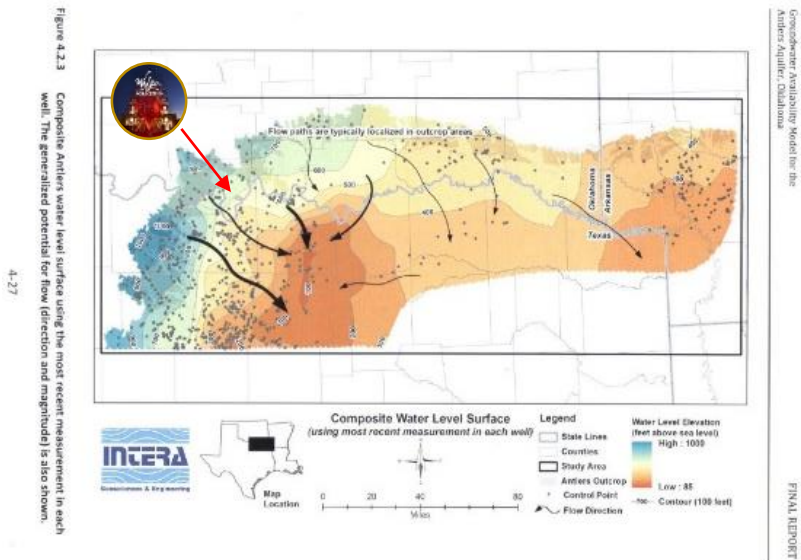 Groundwater Availability Model for the
Antlers Aquifer, Oklahoma
FINAL REPORT
Flow paths are typically localized in outcrop areas
Oklahoma
Arkansas
Texas
600
500
400
INTERA
Geoscience & Engineering
Map
Location
Composite Water Level Surface
(using most recent measurement in each well)
0 20 40 80
Miles
Legend
State Lines
Counties
Study Area
Antlers Outcrop
Control Point
Flow Direction
Water Level Elevation
(feet above sea level)
High : 1000
Low : 85
Contour (100 feet)
Figure 4.2.3 Composite Antlers water level surface using the most recent measurement in each
well. The generalized potential for flow (direction and magnitude) is also shown.
4-27